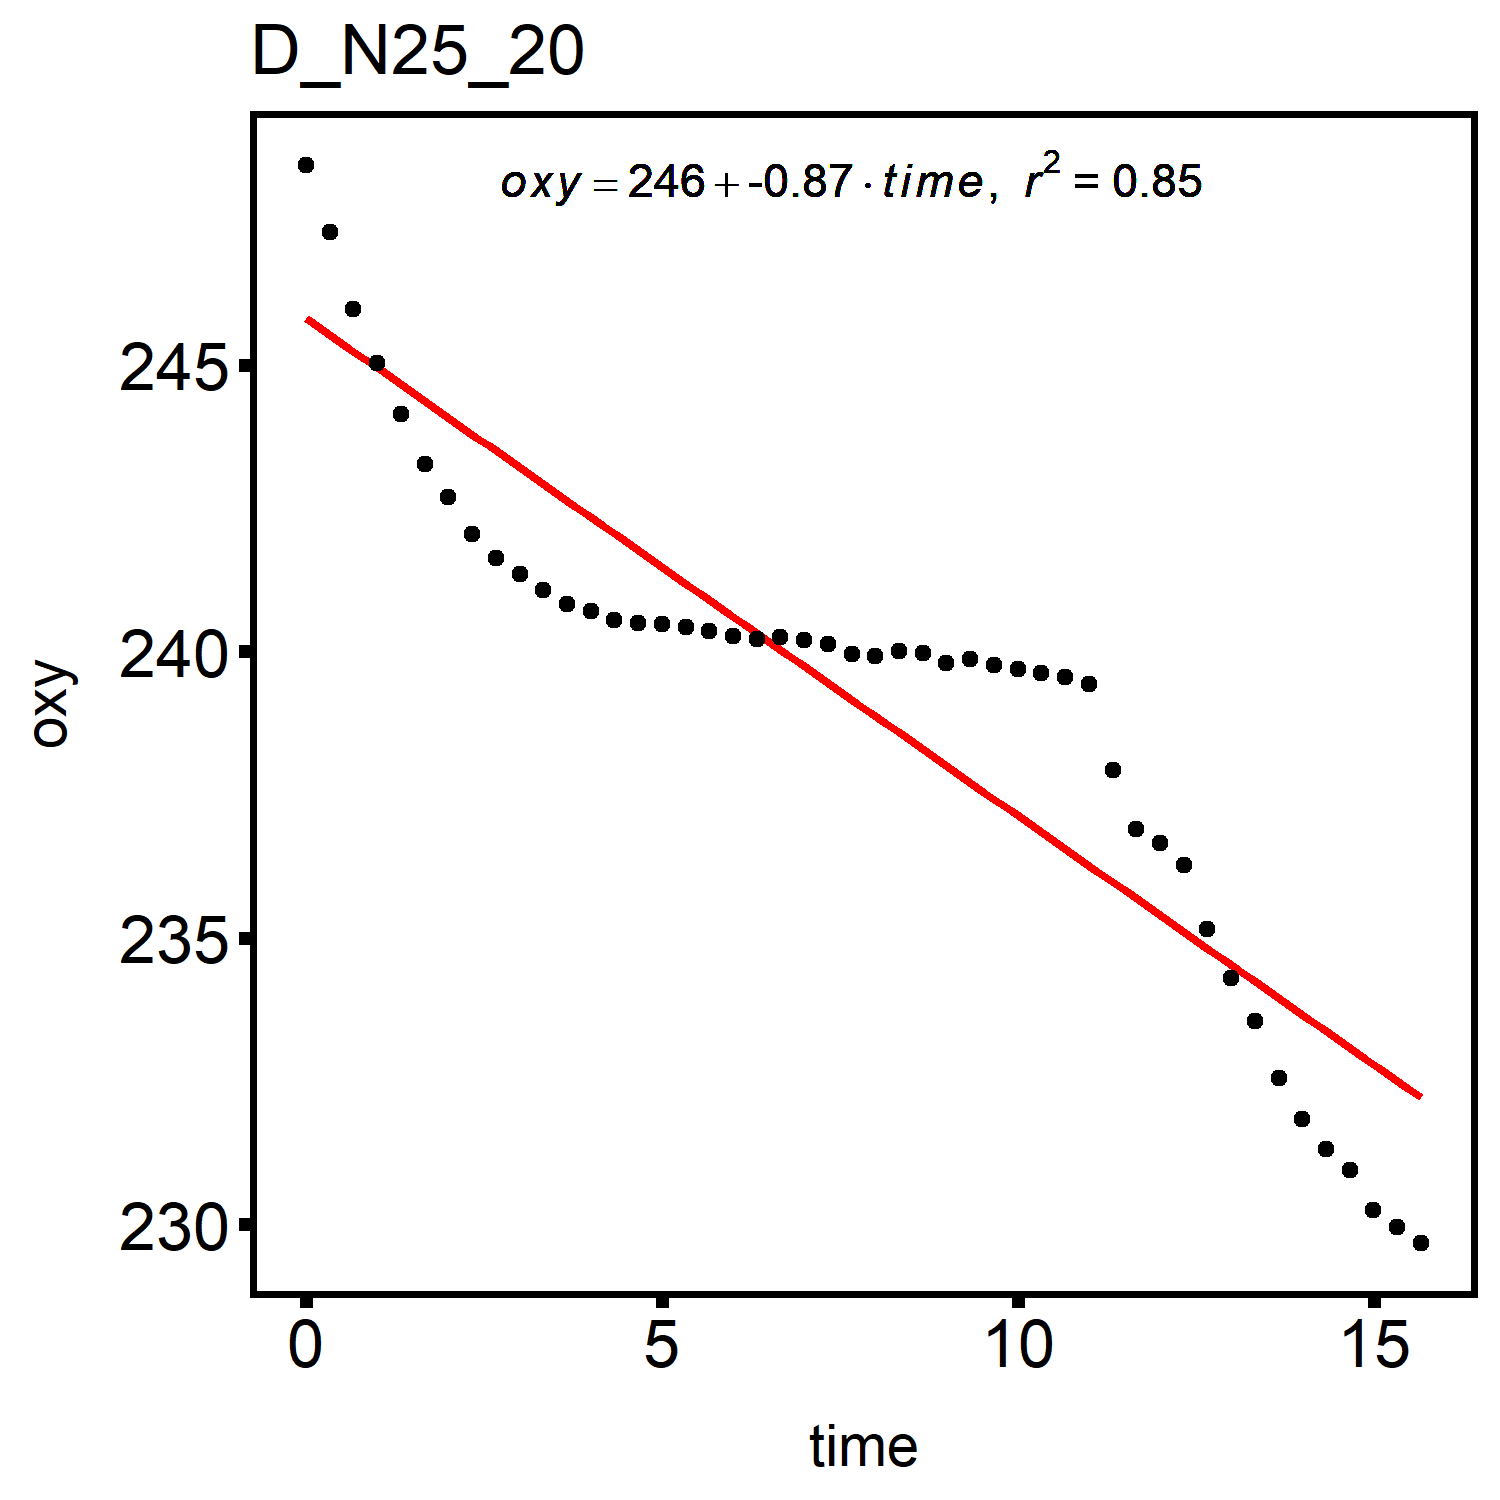 D_N25_20
oxy = 246 + -0.87 · time, r² = 0.85
245
240
235
230
oxy
0 5 10 15
time